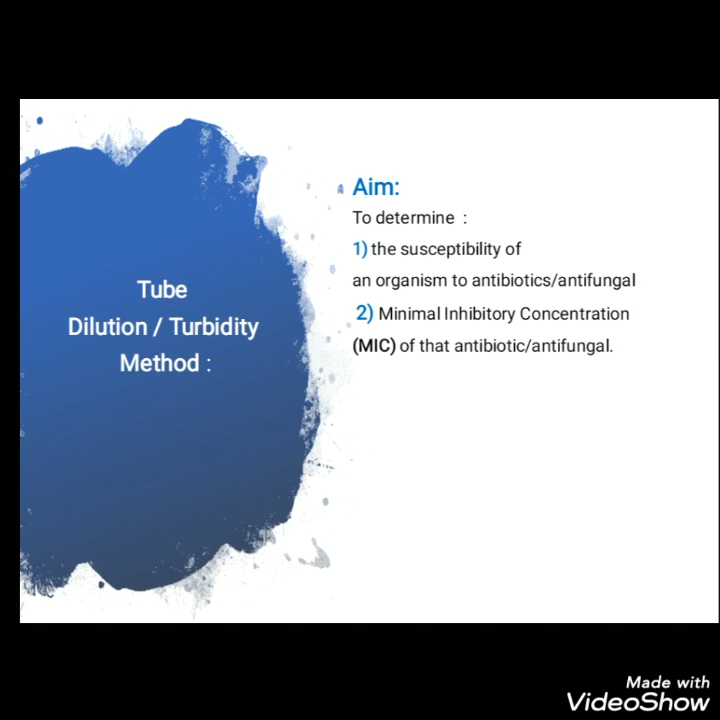 Tube
Dilution / Turbidity
Method :
Aim:
To determine :
1) the susceptibility of
an organism to antibiotics/antifungal
2) Minimal Inhibitory Concentration
(MIC) of that antibiotic/antifungal.
Made with
VideoShow